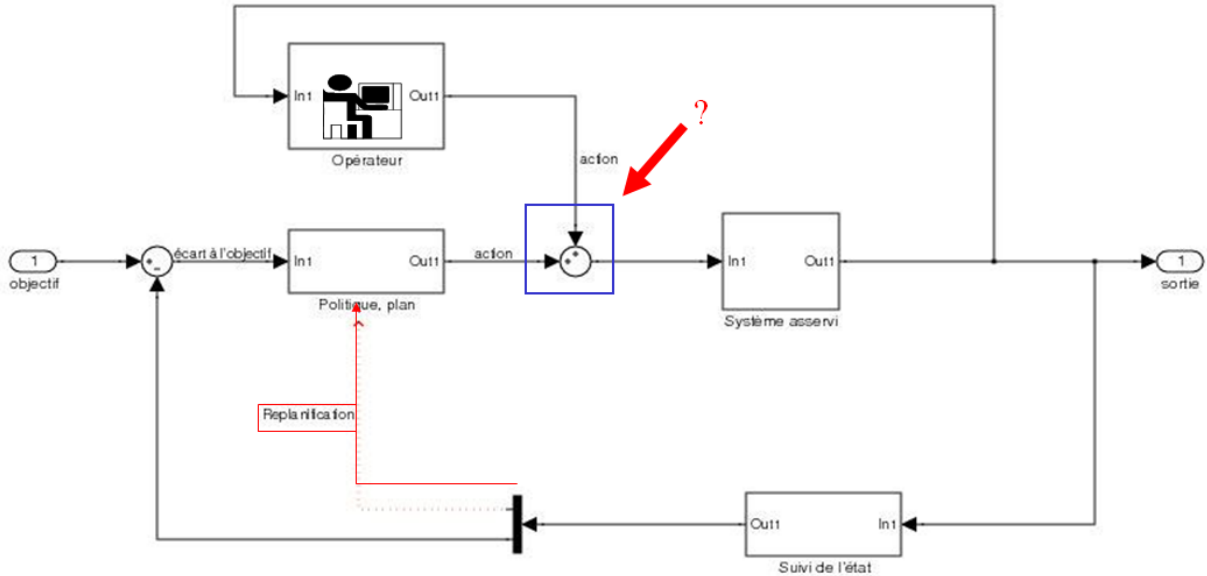 In1
Out1
Opérateur
?
action
1
objectif
écart à l'objectif
In1
Out1
Politique, plan
action
In1
Out1
Système asservi
1
sortie
Replanification
Out1
In1
Suivi de l'état